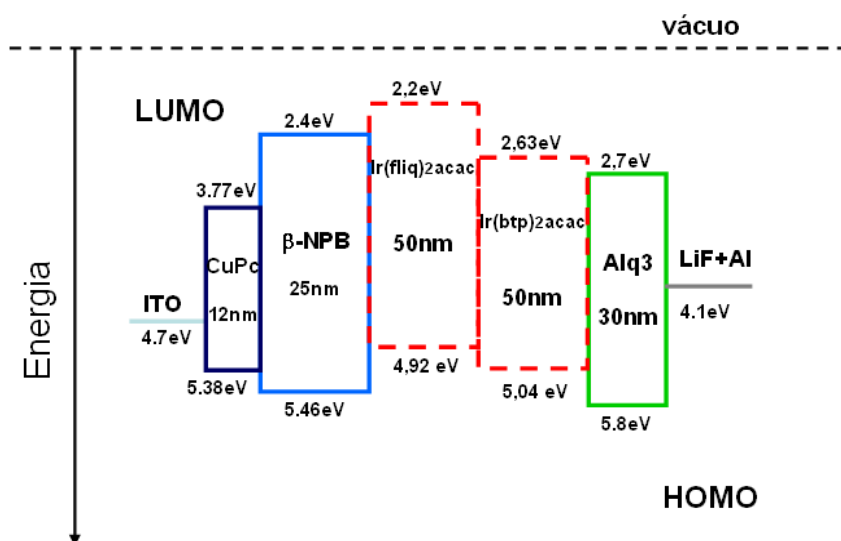 vácuo
LUMO
2,2eV
2.4eV
2,63eV
2,7eV
3.77eV
Ir(fliq)2acac
Ir(btp)2acac
β-NPB
50nm
CuPc
Alq3
LiF+Al
25nm
50nm
ITO
12nm
30nm
4.1eV
4.7eV
Energia
4,92 eV
5.38eV
5.46eV
5,04 eV
5.8eV
HOMO